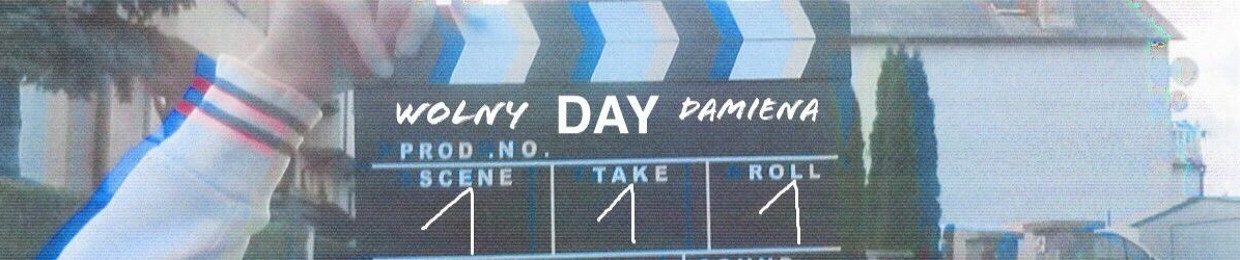 WOLNY DAY DAMIENA
PROD.NO.
SCENE TAKE ROLL
1 1 1